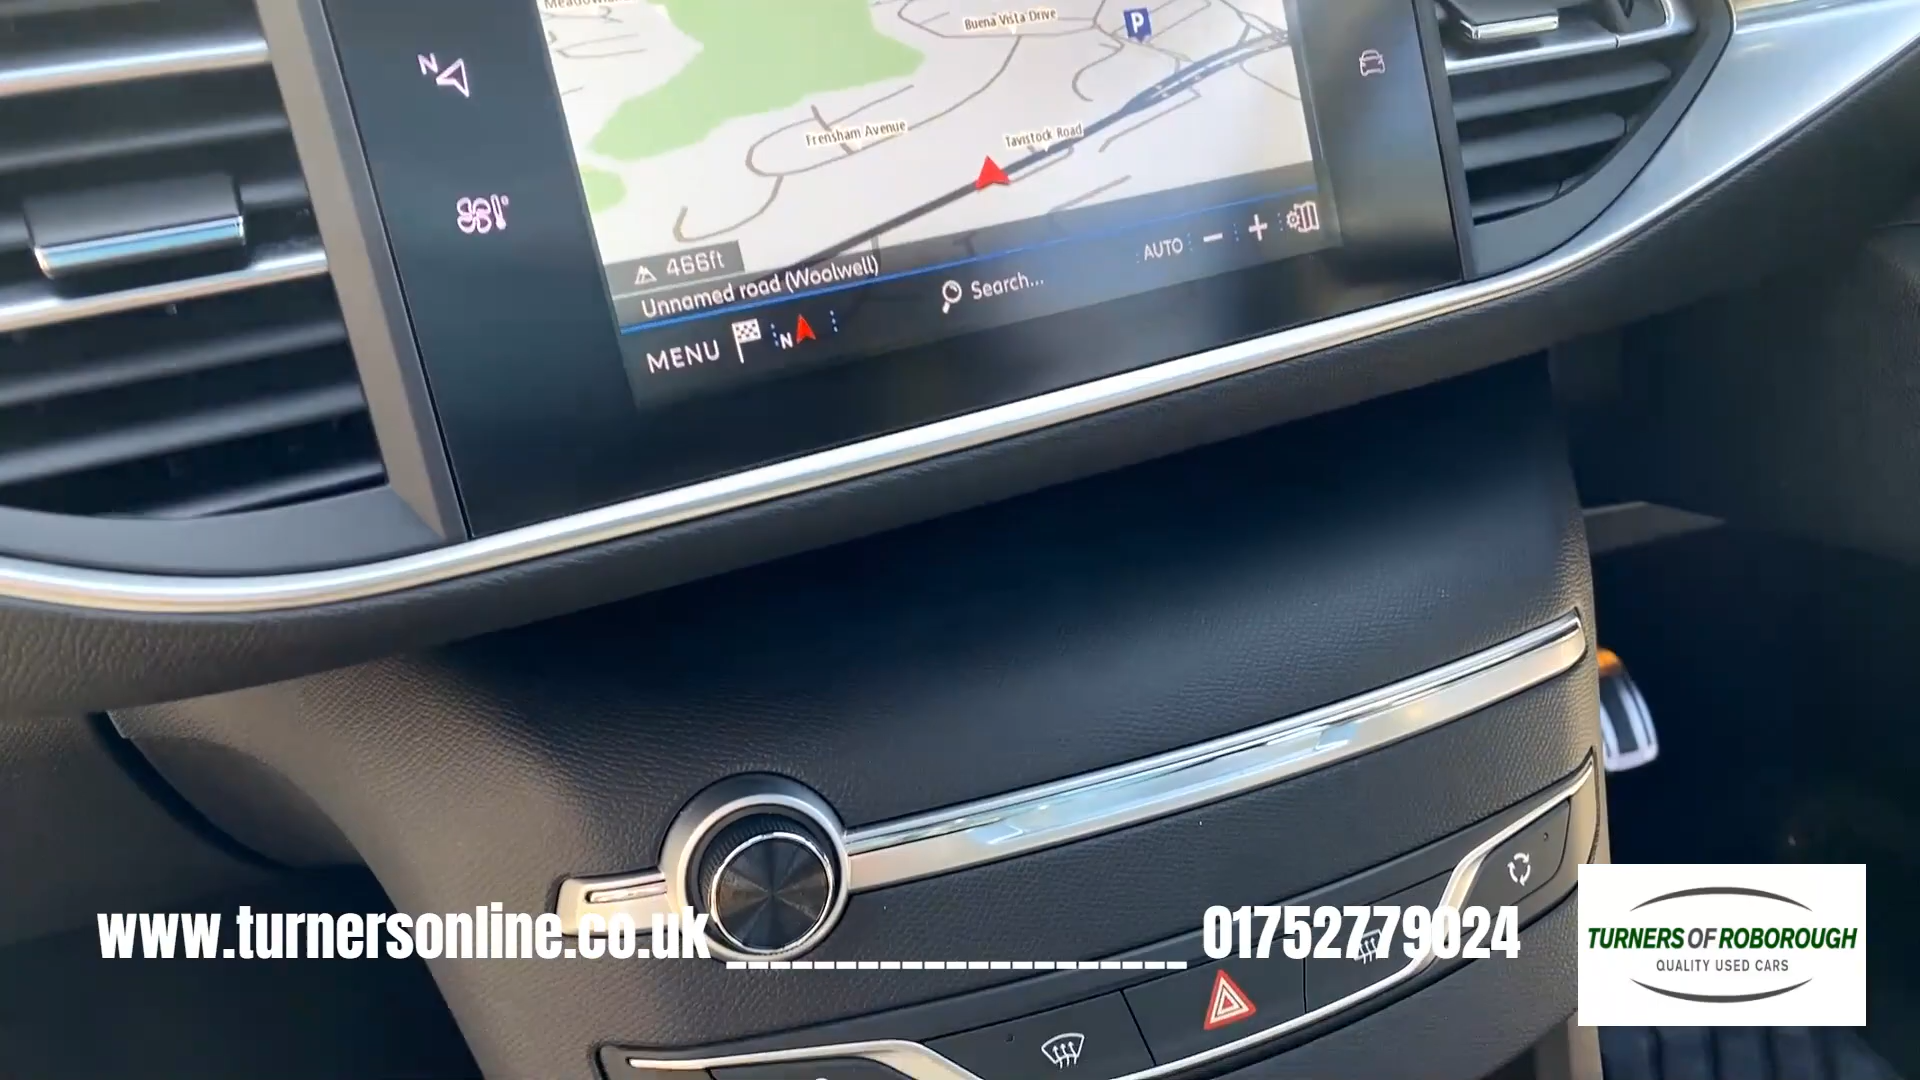 Buena Vista Drive
P
N
Frensham Avenue
Tavistock Road
466ft
Unnamed road (Woolwell)
AUTO − +
Search...
MENU
N
www.turnersonline.co.uk ____________________ 01752779024
TURNERS OF ROBOROUGH
QUALITY USED CARS